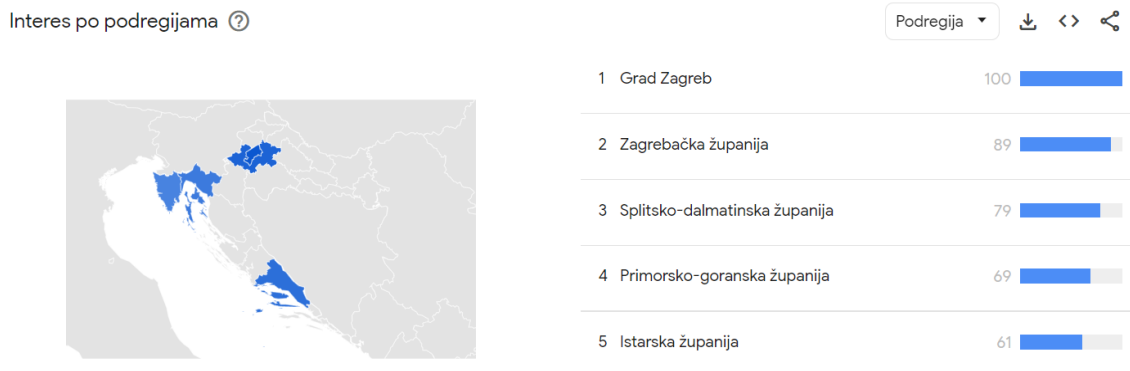 Interes po podregijama
Podregija
1 Grad Zagreb 100
2 Zagrebačka županija 89
3 Splitsko-dalmatinska županija 79
4 Primorsko-goranska županija 69
5 Istarska županija 61